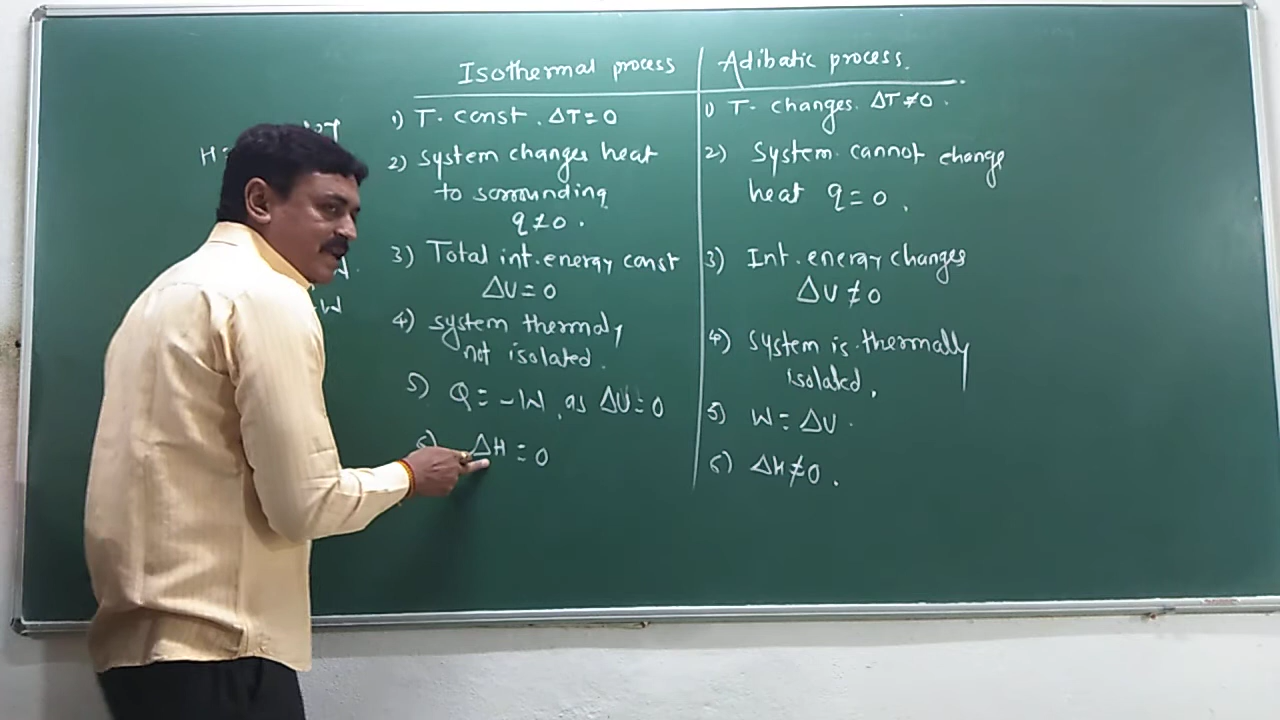 Isothermal process
1) T. const. ΔT=0
2) System changes heat
to sorrounding
q≠0.
3) Total int.energy const
ΔU=0
4) system thermaly
not isolated.
5) Q=-W, as ΔU=0
ΔH=0
Adibatic process.
1) T- changes. ΔT≠0.
2) System cannot change
heat q=0.
3) Int.energy changes
ΔU≠0
4) System is thermally
isolated.
5) W=ΔU.
6) ΔH≠0.
H=
W